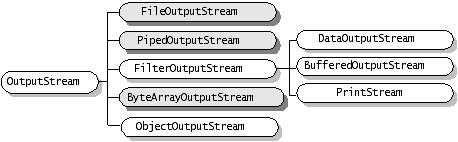 FileOutputStream
PipedOutputStream
DataOutputStream
OutputStream
FilterOutputStream
BufferedOutputStream
ByteArrayOutputStream
PrintStream
ObjectOutputStream